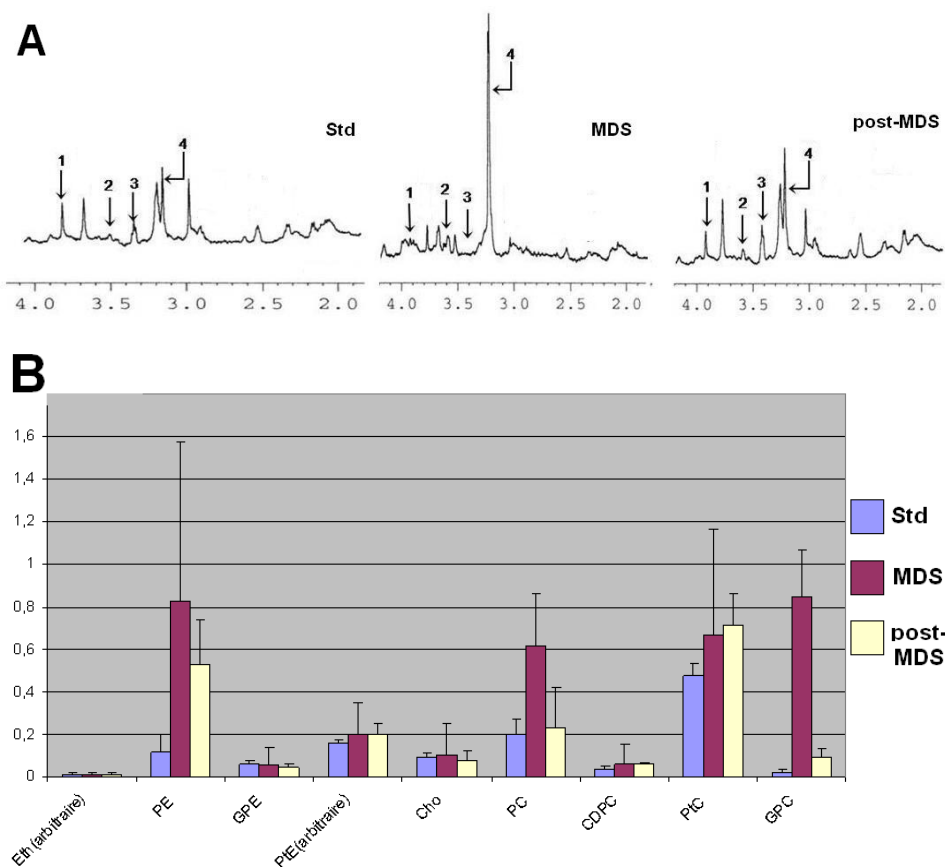 A
Std
MDS
post-MDS
1 2 3 4
1 2 3 4
1 2 3 4
4.0 3.5 3.0 2.5 2.0
4.0 3.5 3.0 2.5 2.0
4.0 3.5 3.0 2.5 2.0
B
1,6
1,4
1,2
1
0,8
0,6
0,4
0,2
0
Eth (arbitraire)
PE
GPE
PtE(arbitraire)
Cho
PC
CDPC
PtC
GPC
Std
MDS
post-
MDS